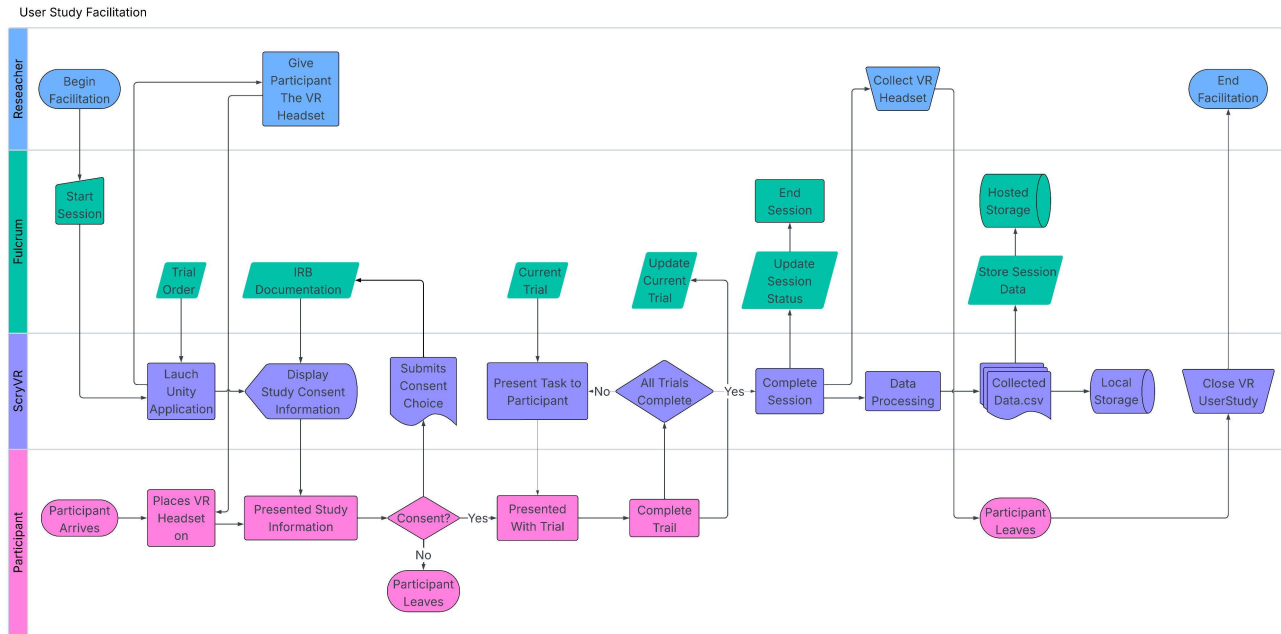 User Study Facilitation
Reseacher
Begin
Facilitation
Give
Participant
The VR
Headset
Collect VR
Headset
End
Facilitation
Fulcrum
Start
Session
Trial
Order
IRB
Documentation
Current
Trial
Update
Current
Trial
End
Session
Update
Session
Status
Hosted
Storage
Store Session
Data
ScryVR
Lauch
Unity
Application
Display
Study Consent
Information
Submits
Consent
Choice
Present Task to
Participant
No
All Trials
Complete
Yes
Complete
Session
Data
Processing
Collected
Data.csv
Local
Storage
Close VR
UserStudy
Participant
Participant
Arrives
Places VR
Headset
on
Presented Study
Information
Consent?
Yes
No
Participant
Leaves
Presented
With Trial
Complete
Trail
Participant
Leaves